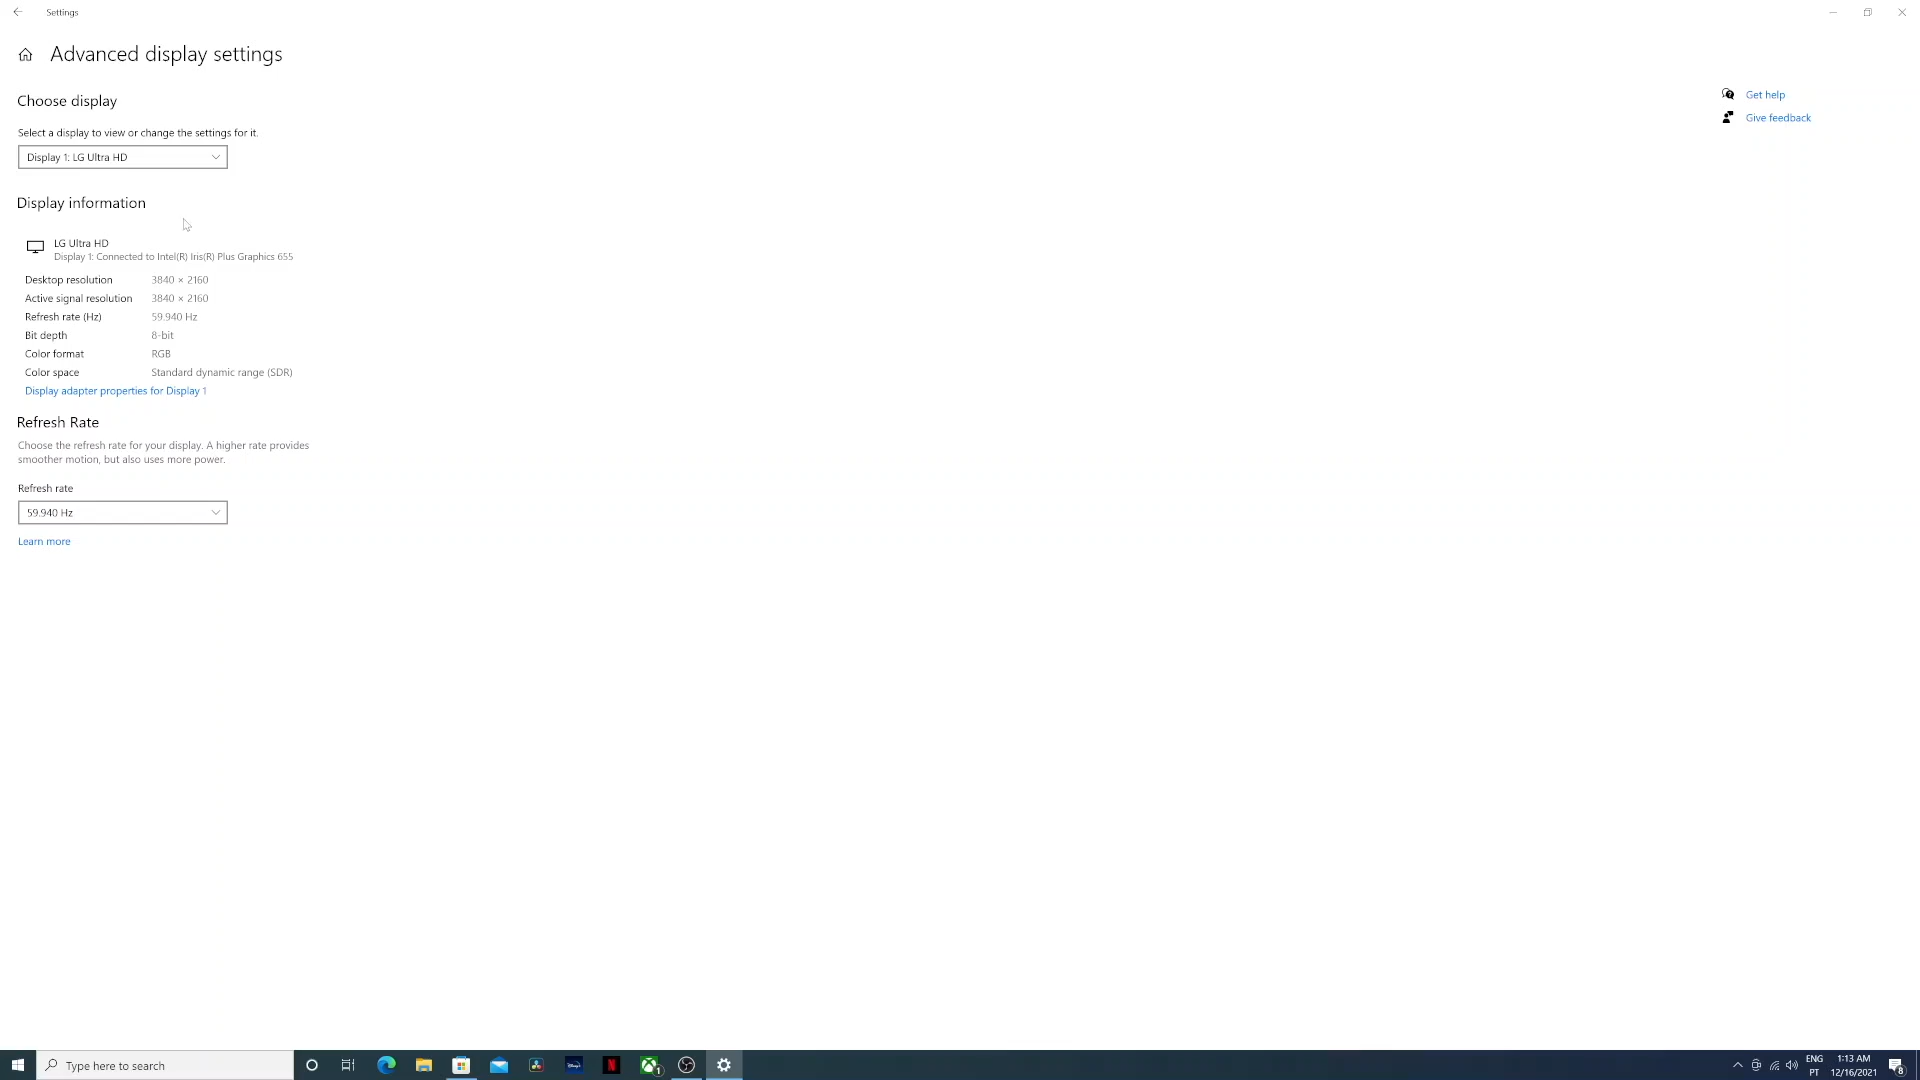 Settings
Advanced display settings
Choose display
Select a display to view or change the settings for it.
Display 1: LG Ultra HD
Display information
LG Ultra HD
Display 1: Connected to Intel(R) Iris(R) Plus Graphics 655
Desktop resolution 3840 × 2160
Active signal resolution 3840 × 2160
Refresh rate (Hz) 59.940 Hz
Bit depth 8-bit
Color format RGB
Color space Standard dynamic range (SDR)
Display adapter properties for Display 1
Refresh Rate
Choose the refresh rate for your display. A higher rate provides
smoother motion, but also uses more power.
Refresh rate
59.940 Hz
Learn more
Get help
Give feedback
Type here to search
Disney+
N
1
ENG
PT
1:13 AM
12/16/2021
8